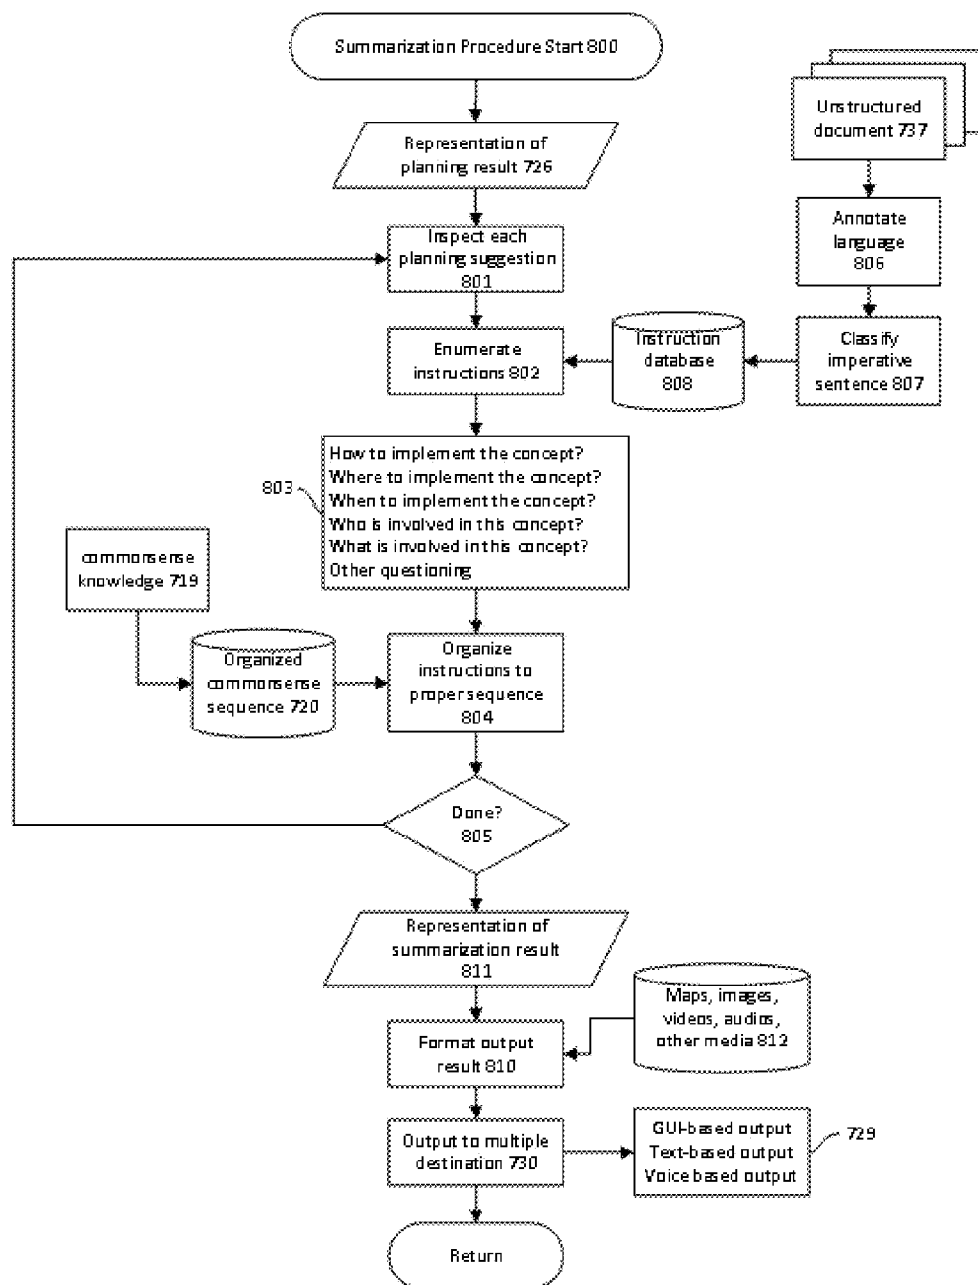 Summarization Procedure Start 800
Representation of
planning result 726
Unstructured
document 737
Inspect each
planning suggestion
801
Annotate
language
806
Enumerate
instructions 802
Instruction
database
808
Classify
imperative
sentence 807
How to implement the concept?
Where to implement the concept?
When to implement the concept?
Who is involved in this concept?
What is involved in this concept?
Other questioning
803
commonsense
knowledge 719
Organized
commonsense
sequence 720
Organize
instructions to
proper sequence
804
Done?
805
Representation of
summarization result
811
Maps, images,
videos, audios,
other media 812
Format output
result 810
Output to multiple
destination 730
GUI-based output
Text-based output
Voice based output
729
Return